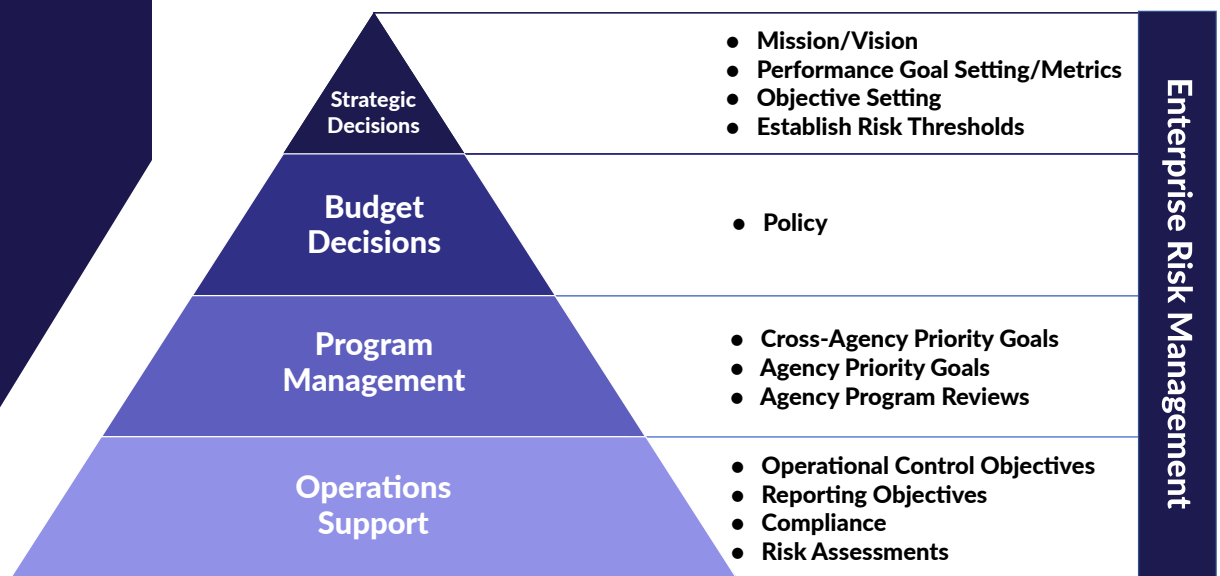 Strategic
Decisions
● Mission/Vision
● Performance Goal Setting/Metrics
● Objective Setting
● Establish Risk Thresholds
Budget
Decisions
● Policy
Program
Management
● Cross-Agency Priority Goals
● Agency Priority Goals
● Agency Program Reviews
Operations
Support
● Operational Control Objectives
● Reporting Objectives
● Compliance
● Risk Assessments
Enterprise Risk Management